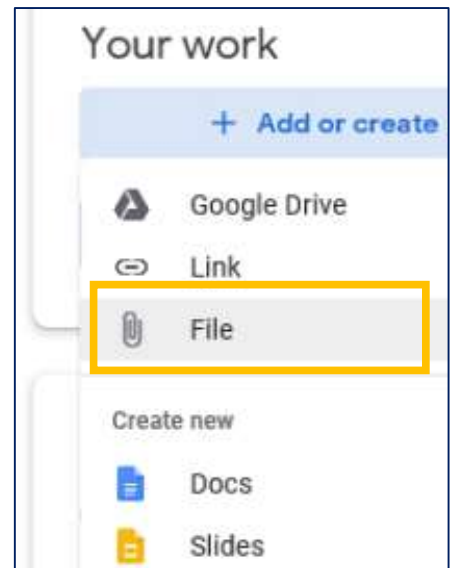 Your work
+ Add or create
Google Drive
Link
File
Create new
Docs
Slides